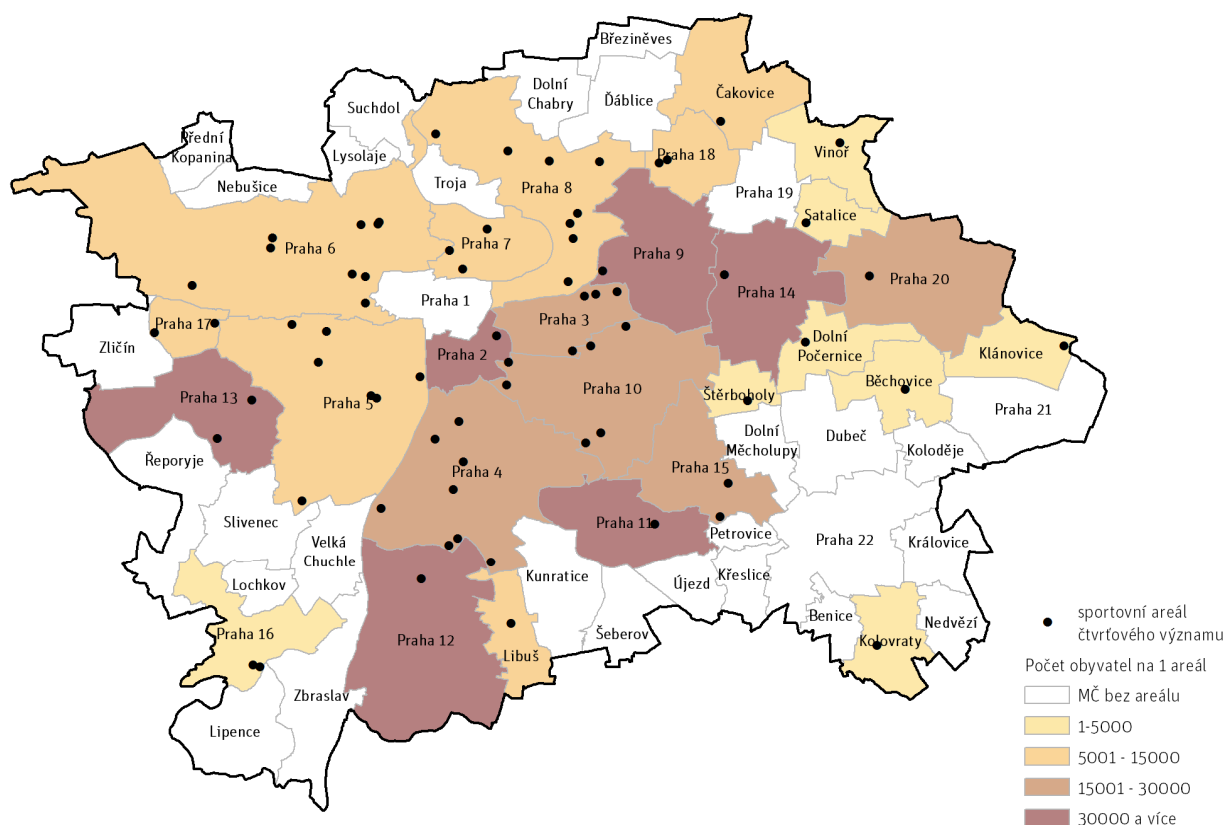 Březiněves
Dolní
Chabry
Ďáblice
Čakovice
Suchdol
Přední
Kopanina
Lysolaje
Nebušice
Troja
Praha 8
Praha 18
Vinoř
Praha 19
Satalice
Praha 6
Praha 7
Praha 9
Praha 14
Praha 20
Praha 1
Praha 3
Praha 17
Zličín
Praha 2
Dolní
Počernice
Klánovice
Běchovice
Praha 13
Praha 5
Praha 10
Štěrboholy
Praha 21
Řeporyje
Dolní
Měcholupy
Dubeč
Koloděje
Praha 4
Praha 15
Slivenec
Velká
Chuchle
Praha 11
Petrovice
Praha 22
Královice
Lochkov
Kunratice
Újezd
Křeslice
Praha 16
Praha 12
Libuš
Šeberov
Benice
Kolovraty
Nedvězí
Zbraslav
Lipence
sportovní areál
čtvrťového významu
Počet obyvatel na 1 areál
MČ bez areálu
1-5000
5001 - 15000
15001 - 30000
30000 a více